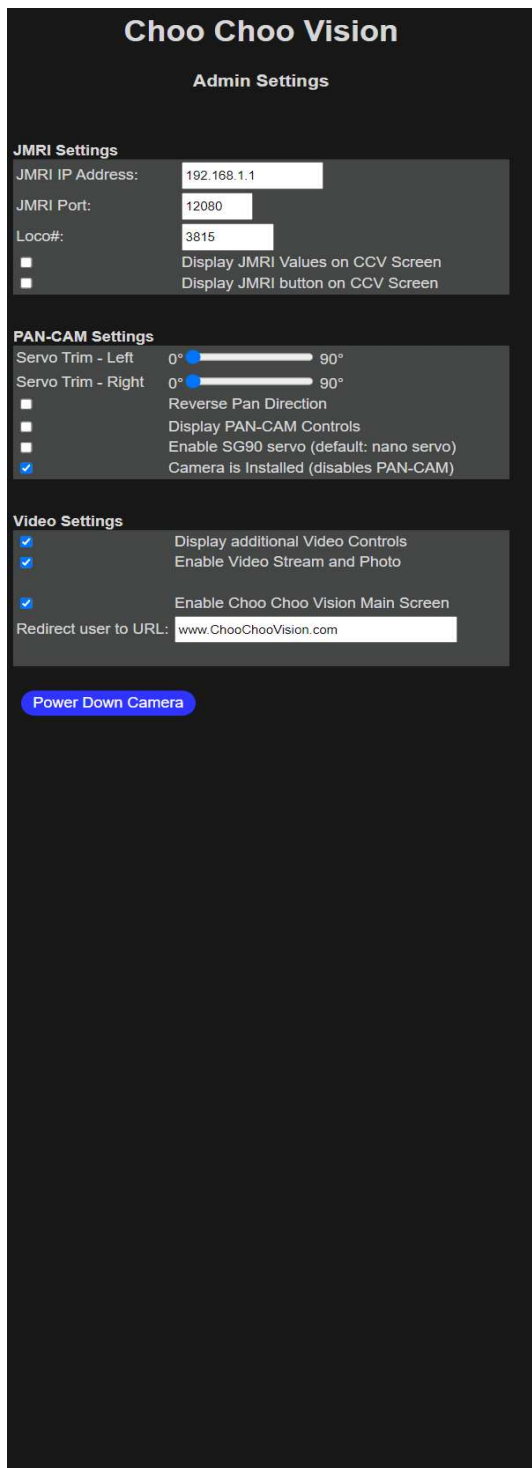 Choo Choo Vision
Admin Settings
JMRI Settings
JMRI IP Address: 192.168.1.1
JMRI Port: 12080
Loco#: 3815
Display JMRI Values on CCV Screen
Display JMRI button on CCV Screen
PAN-CAM Settings
Servo Trim - Left 0° 90°
Servo Trim - Right 0° 90°
Reverse Pan Direction
Display PAN-CAM Controls
Enable SG90 servo (default: nano servo)
Camera is Installed (disables PAN-CAM)
Video Settings
Display additional Video Controls
Enable Video Stream and Photo
Enable Choo Choo Vision Main Screen
Redirect user to URL: www.ChooChooVision.com
Power Down Camera